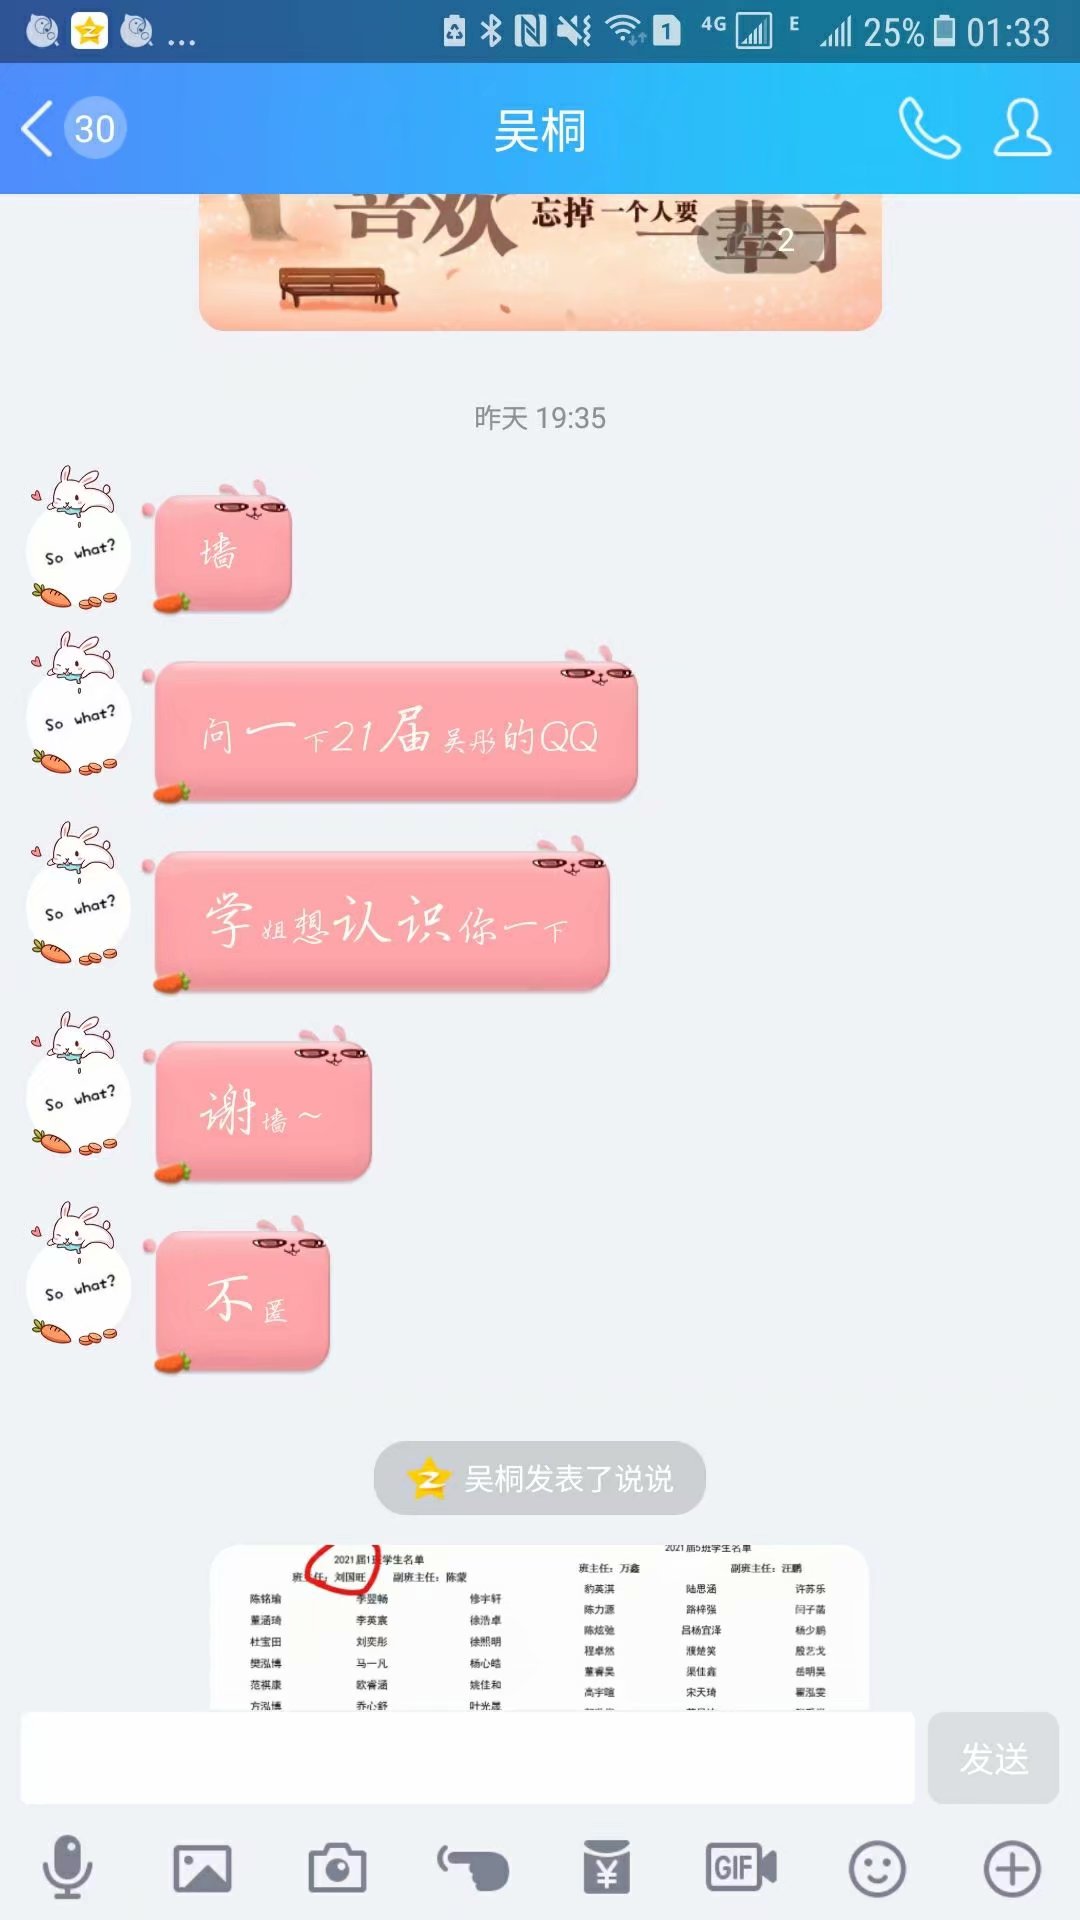 ... 4G E 25% 01:33
30 吴桐
喜欢 忘掉一个人要一辈子
2
昨天 19:35
So what?
墙
So what?
问一下21届吴彤的QQ
So what?
学姐想认识你一下
So what?
谢墙~
So what?
不匿
吴桐发表了说说
2021届1班学生名单
班主任：刘国旺 副班主任：陈蒙
陈铭瑜 李翌畅 修宇轩
董涵琦 李英宸 徐浩卓
杜宝田 刘奕彤 徐熙明
樊泓博 马一凡 杨心皓
范祺康 欧睿涵 姚佳和
方泓博 乔心舒 叶光晟
2021届5班学生名单
班主任：万鑫 副班主任：汪鹏
豹英淇 陆思涵 许苏乐
陈力源 路梓强 闫子菡
陈炫弛 吕杨宜泽 杨少鹏
程卓然 濮楚笑 殷艺戈
董睿昊 渠佳鑫 岳明昊
高宇暄 宋天琦 翟泓雯
发送
GIF